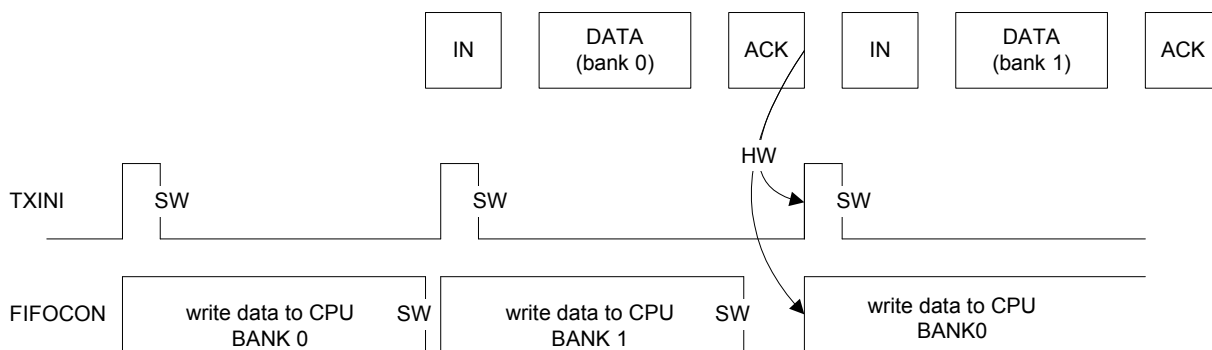 IN
DATA
(bank 0)
ACK
IN
DATA
(bank 1)
ACK
HW
TXINI
SW
SW
SW
FIFOCON
write data to CPU
BANK 0
SW
write data to CPU
BANK 1
SW
write data to CPU
BANK0